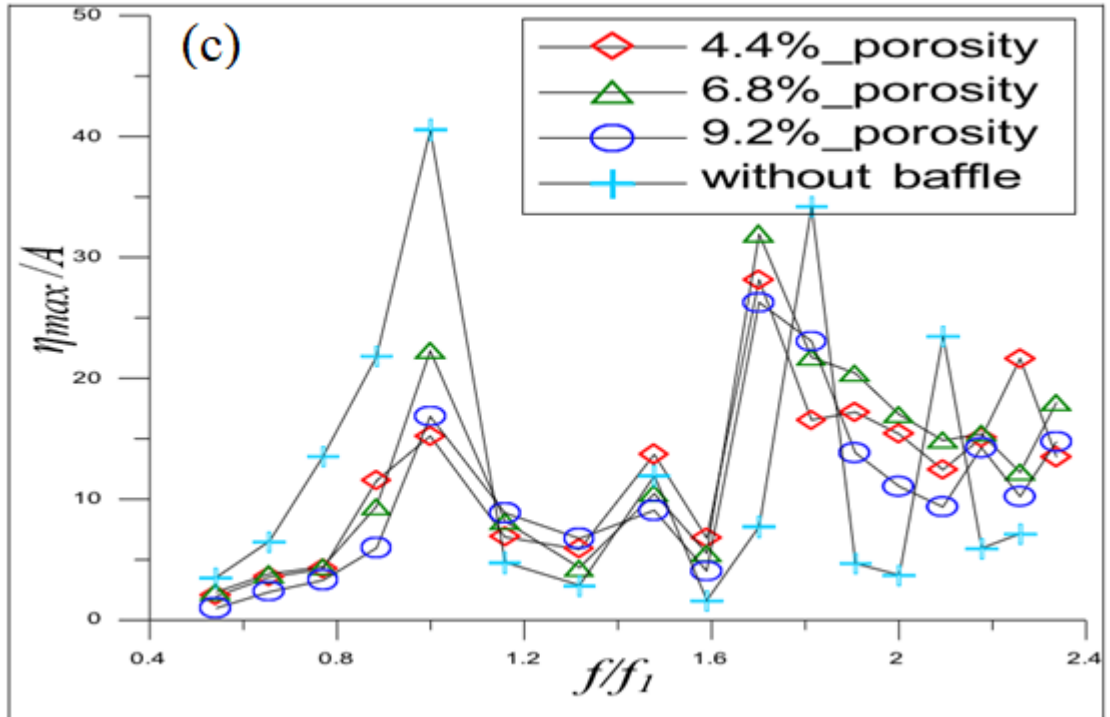 (c)
4.4%_porosity
6.8%_porosity
9.2%_porosity
without baffle
50
40
30
20
10
0
ηmax/A
0.4 0.8 1.2 1.6 2 2.4
f/f₁